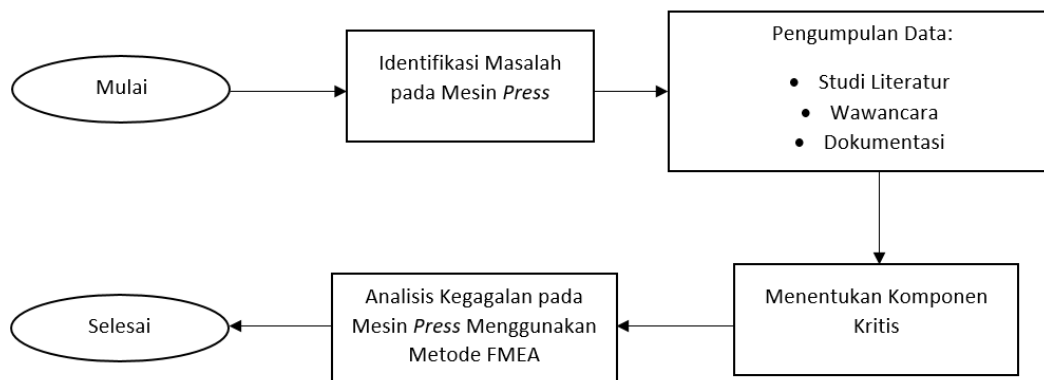 Mulai
Identifikasi Masalah
pada Mesin Press
Pengumpulan Data:
• Studi Literatur
• Wawancara
• Dokumentasi
Menentukan Komponen
Kritis
Analisis Kegagalan pada
Mesin Press Menggunakan
Metode FMEA
Selesai